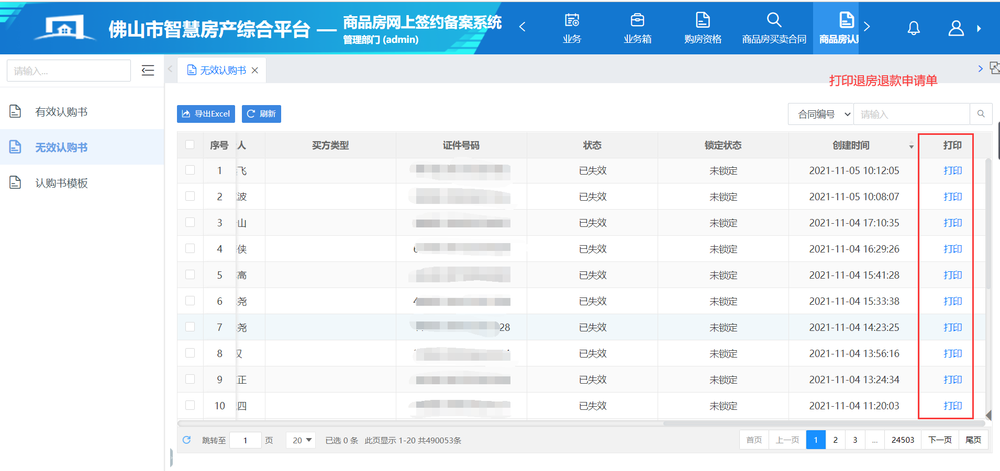 佛山市智慧房产综合平台 — 商品房网上签约备案系统
管理部门 (admin)
业务
业务箱
购房资格
商品房买卖合同
商品房认
请输入...
无效认购书
打印退房退款申请单
有效认购书
无效认购书
认购书模板
导出Excel
刷新
合同编号
请输入
序号 人 买方类型 证件号码 状态 锁定状态 创建时间 打印
1 飞 已失效 未锁定 2021-11-05 10:12:05 打印
2 波 已失效 未锁定 2021-11-05 10:08:07 打印
3 山 已失效 未锁定 2021-11-04 17:10:35 打印
4 侠 6 已失效 未锁定 2021-11-04 16:29:26 打印
5 高 已失效 未锁定 2021-11-04 15:41:28 打印
6 尧 4 已失效 未锁定 2021-11-04 15:33:38 打印
7 尧 28 已失效 未锁定 2021-11-04 14:23:25 打印
8 已失效 未锁定 2021-11-04 13:56:16 打印
9 正 已失效 未锁定 2021-11-04 13:24:34 打印
10 四 已失效 未锁定 2021-11-04 11:20:03 打印
跳转至 1 页 20 已选 0 条 此页显示 1-20 共490053条
首页 上一页 1 2 3 ... 24503 下一页 尾页